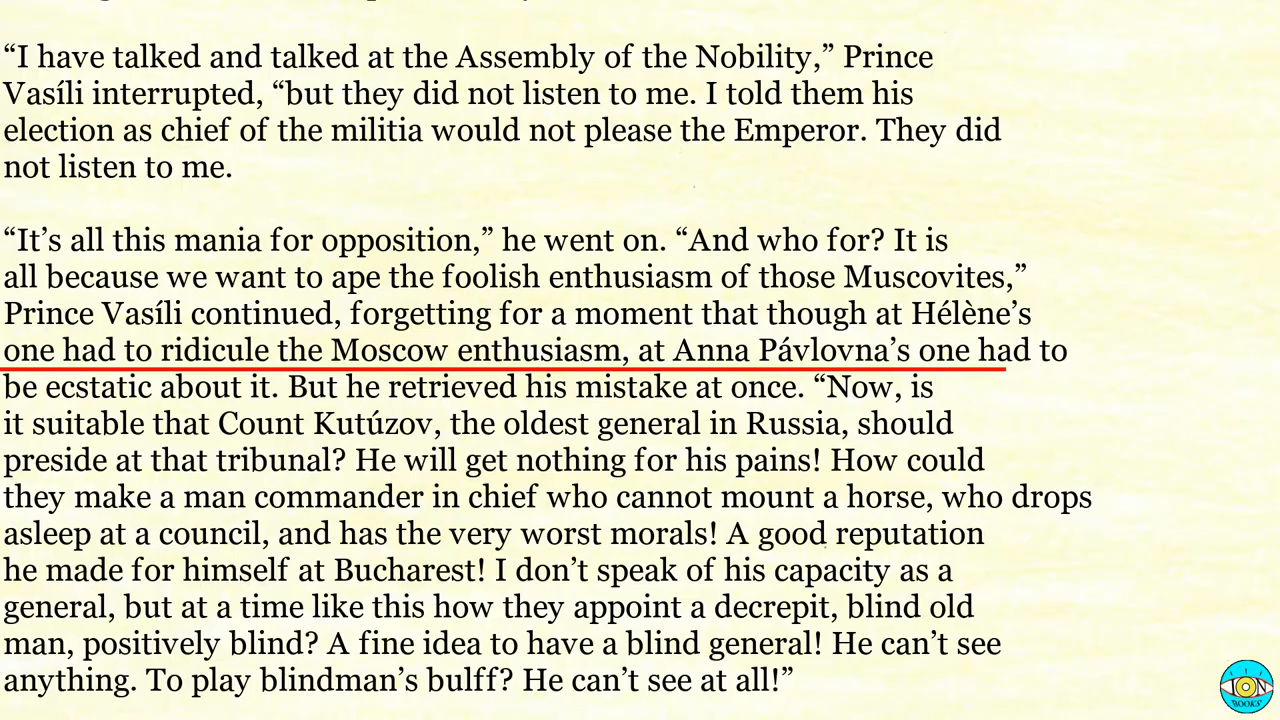 “I have talked and talked at the Assembly of the Nobility,” Prince
Vasíli interrupted, “but they did not listen to me. I told them his
election as chief of the militia would not please the Emperor. They did
not listen to me.
“It’s all this mania for opposition,” he went on. “And who for? It is
all because we want to ape the foolish enthusiasm of those Muscovites,”
Prince Vasíli continued, forgetting for a moment that though at Hélène’s
one had to ridicule the Moscow enthusiasm, at Anna Pávlovna’s one had to
be ecstatic about it. But he retrieved his mistake at once. “Now, is
it suitable that Count Kutúzov, the oldest general in Russia, should
preside at that tribunal? He will get nothing for his pains! How could
they make a man commander in chief who cannot mount a horse, who drops
asleep at a council, and has the very worst morals! A good reputation
he made for himself at Bucharest! I don’t speak of his capacity as a
general, but at a time like this how they appoint a decrepit, blind old
man, positively blind? A fine idea to have a blind general! He can’t see
anything. To play blindman’s bulff? He can’t see at all!”
ION
BOOKS